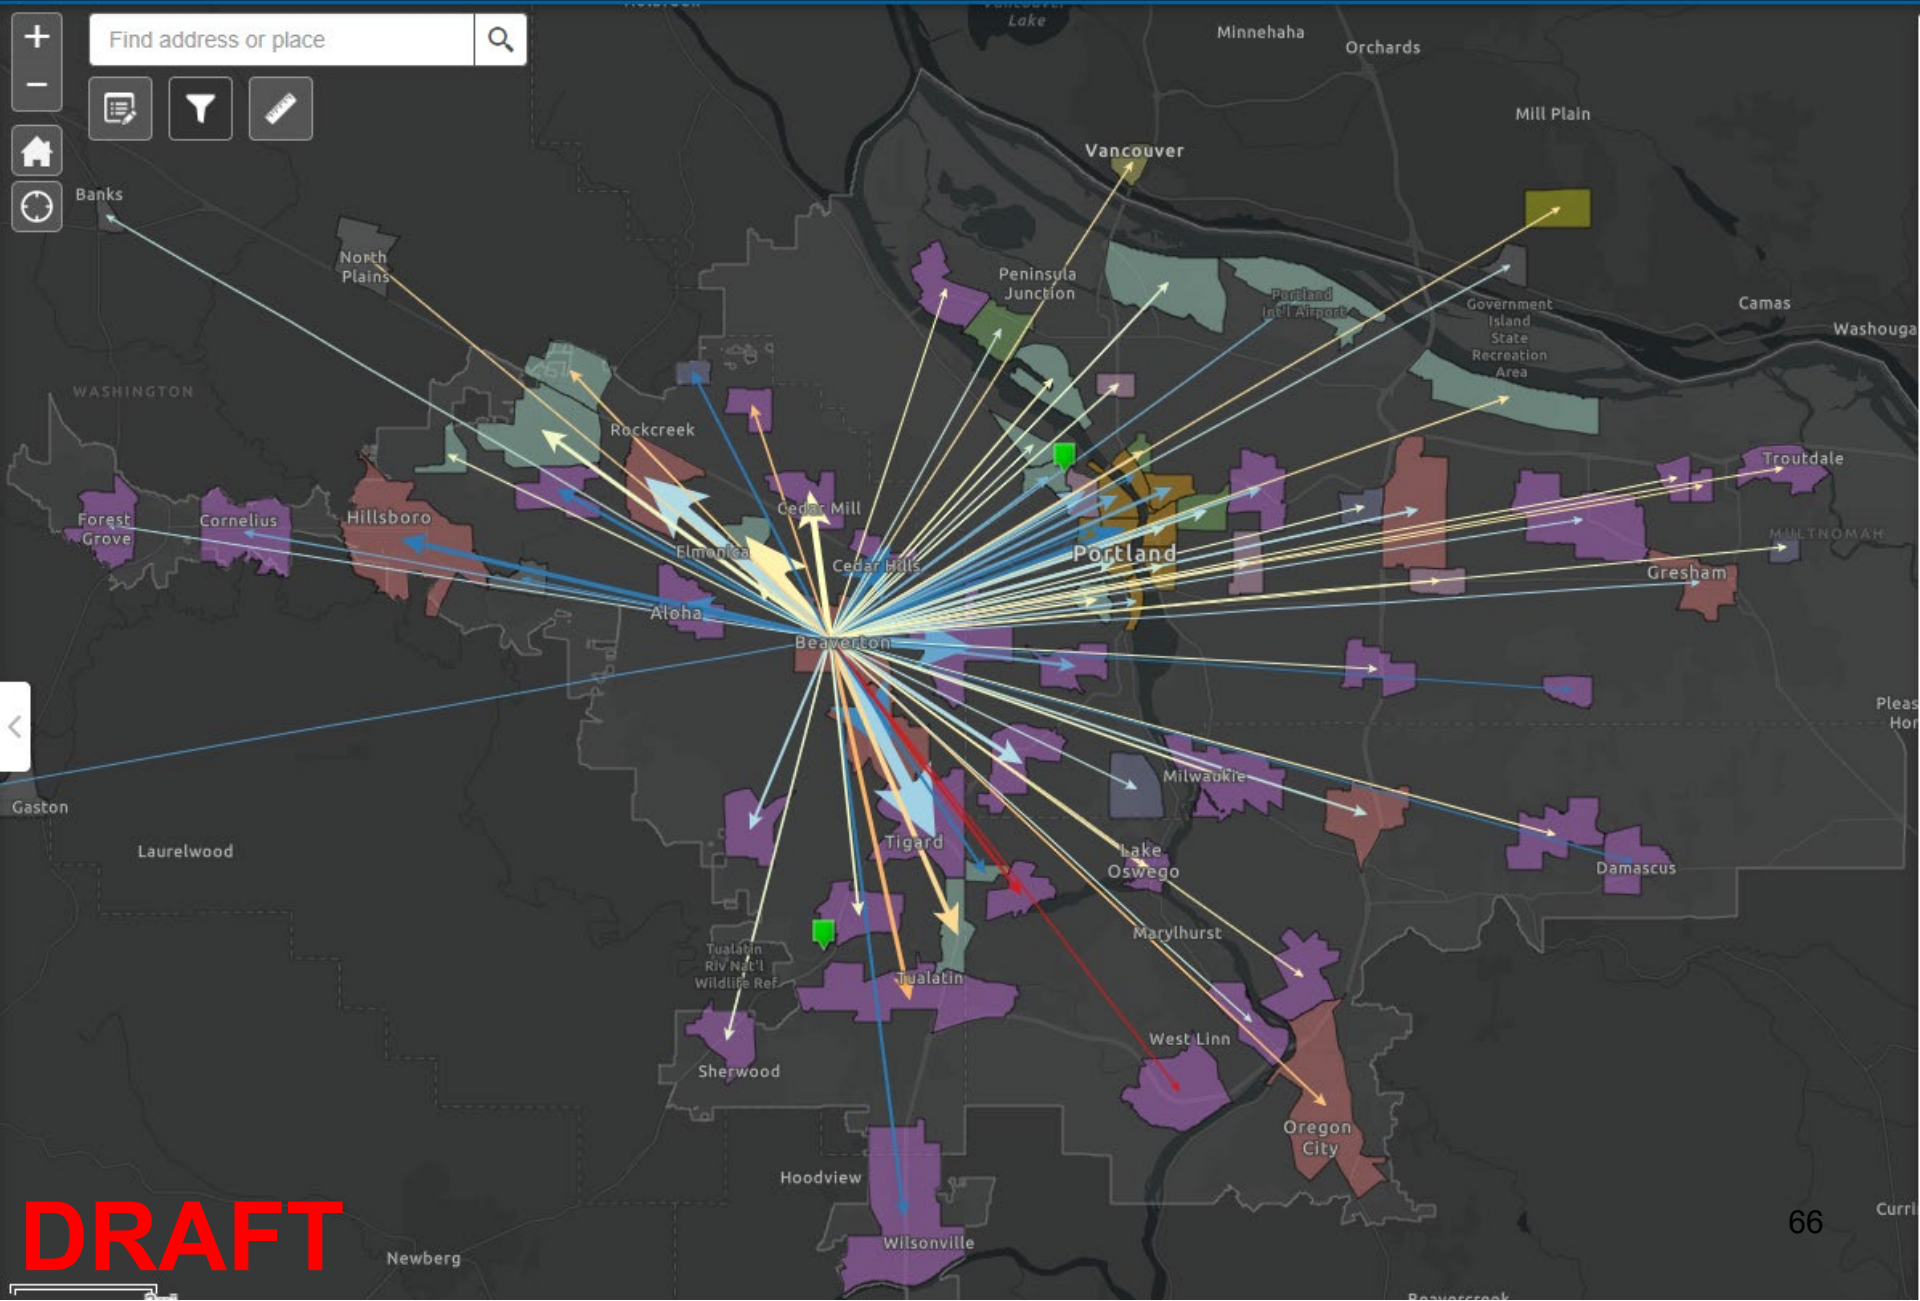 Find address or place
Lake
Minnehaha
Orchards
Mill Plain
Vancouver
Banks
North
Plains
Peninsula
Junction
Portland
Int'l Airport
Government
Island
State
Recreation
Area
Camas
Washouga
WASHINGTON
Rockcreek
Troutdale
Forest
Grove
Cornelius
Hillsboro
Cedar Mill
MULTNOMAH
Elmonica
Cedar Hills
Portland
Gresham
Aloha
Beaverton
Pleas
Hor
Gaston
Laurelwood
Milwaukie
Tigard
Lake
Oswego
Damascus
Marylhurst
Tualatin
Riv Nat'l
Wildlife Ref
Tualatin
West Linn
Sherwood
Oregon
City
Hoodview
DRAFT
66
Curri
Wilsonville
Newberg